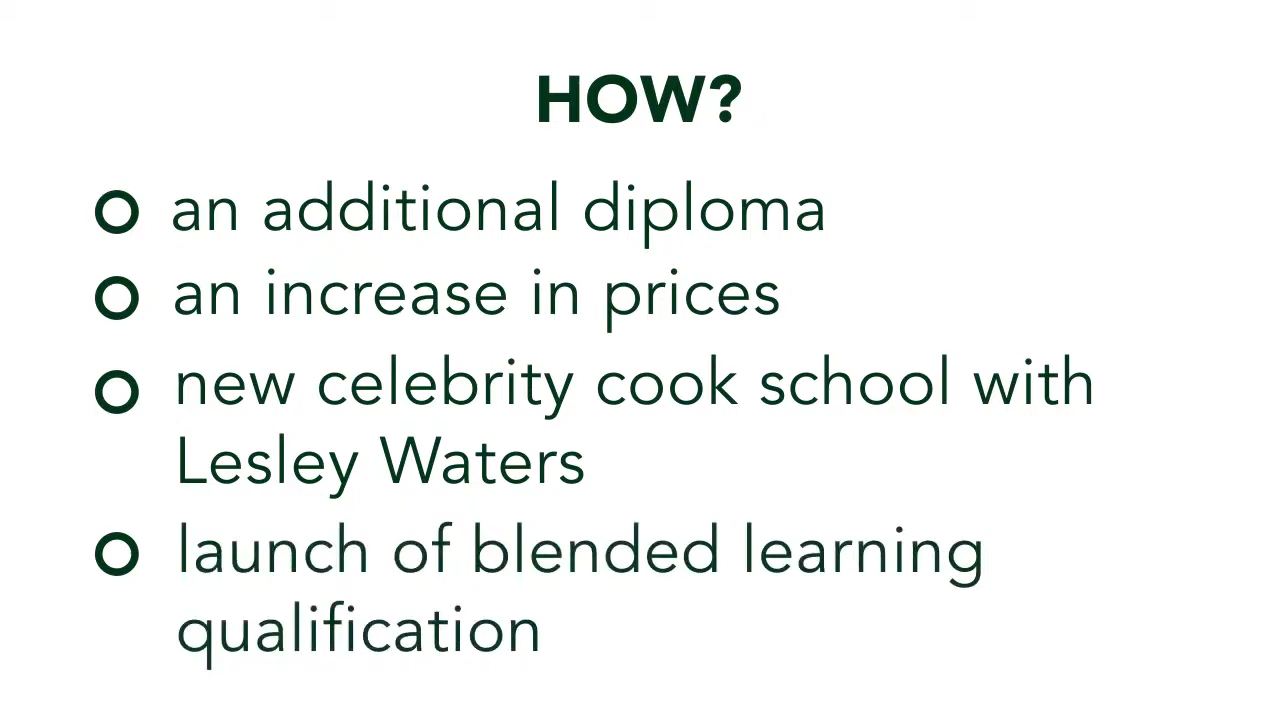 HOW?
an additional diploma
an increase in prices
new celebrity cook school with
Lesley Waters
launch of blended learning
qualification